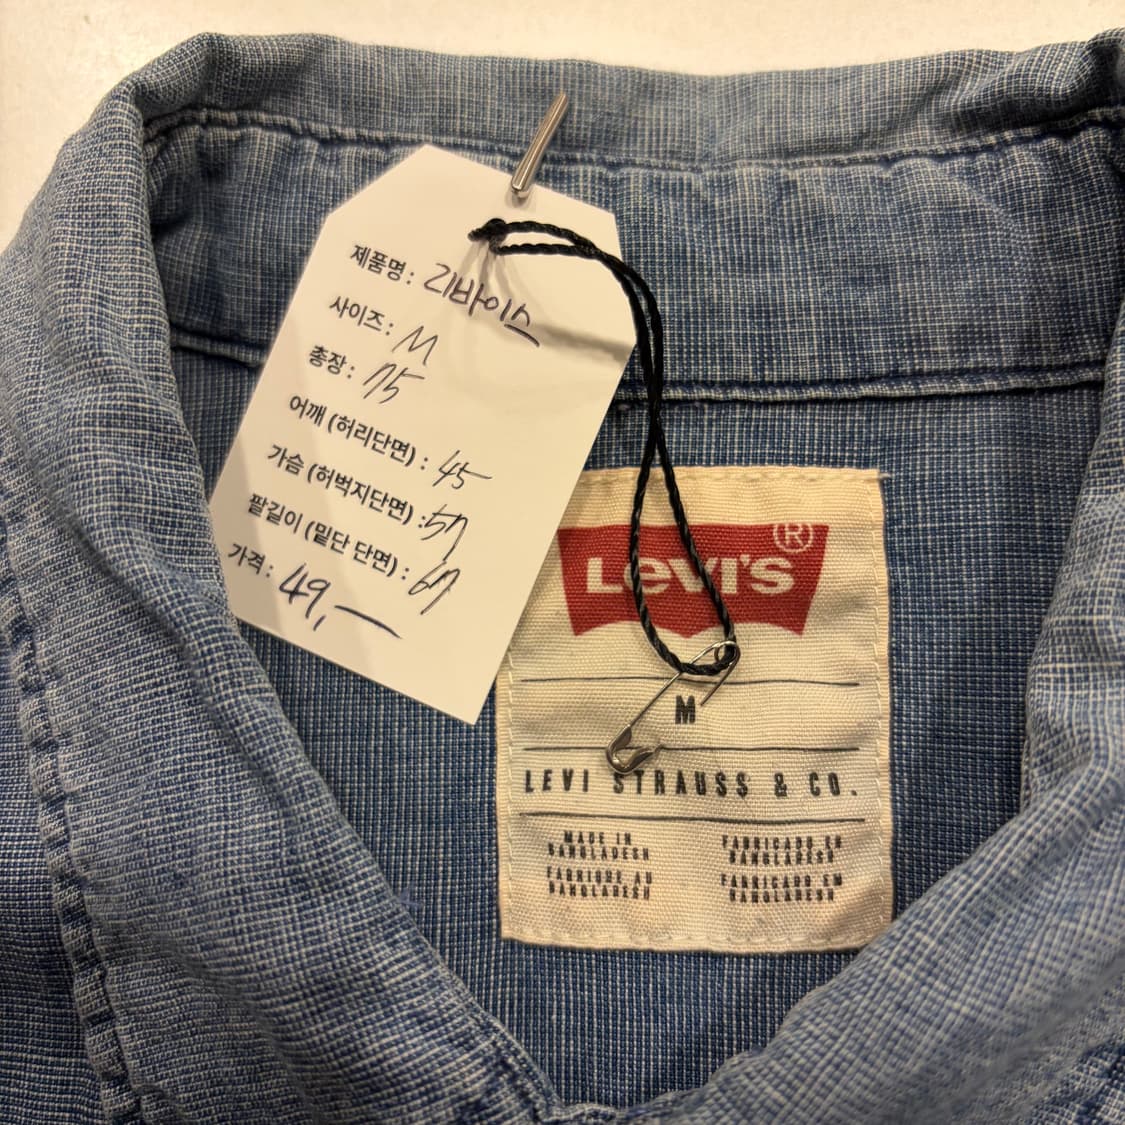 제품명 : 리바이스
사이즈 : M
총장 : 75
어깨 (허리단면) : 45
가슴 (허벅지단면) : 57
팔길이 (밑단 단면) : 67
가격 : 49,—
Levi's ®
M
LEVI STRAUSS & CO.
MADE IN
BANGLADESH
FABRIQUE AU
BANGLADESH
FABRICADO EN
BANGLADESH
FABRICADO EM
BANGLADESH